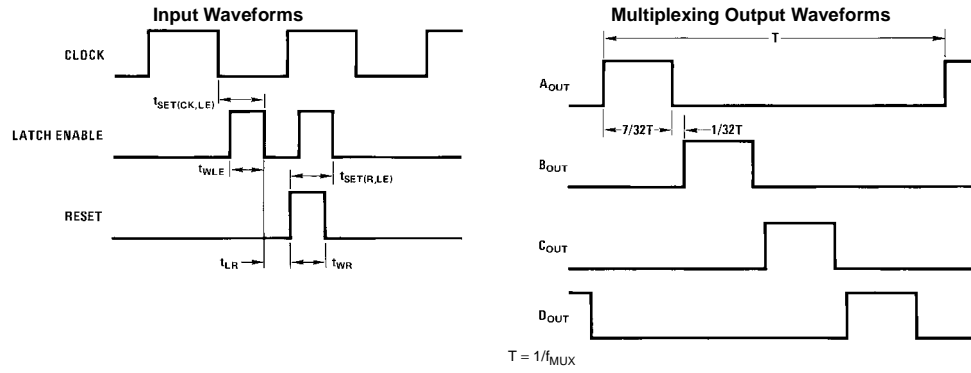 Input Waveforms
CLOCK
tSET(CK,LE)
LATCH ENABLE
tWLE
tSET(R,LE)
RESET
tLR
tWR
Multiplexing Output Waveforms
T
AOUT
7/32T
1/32T
BOUT
COUT
DOUT
T = 1/fMUX